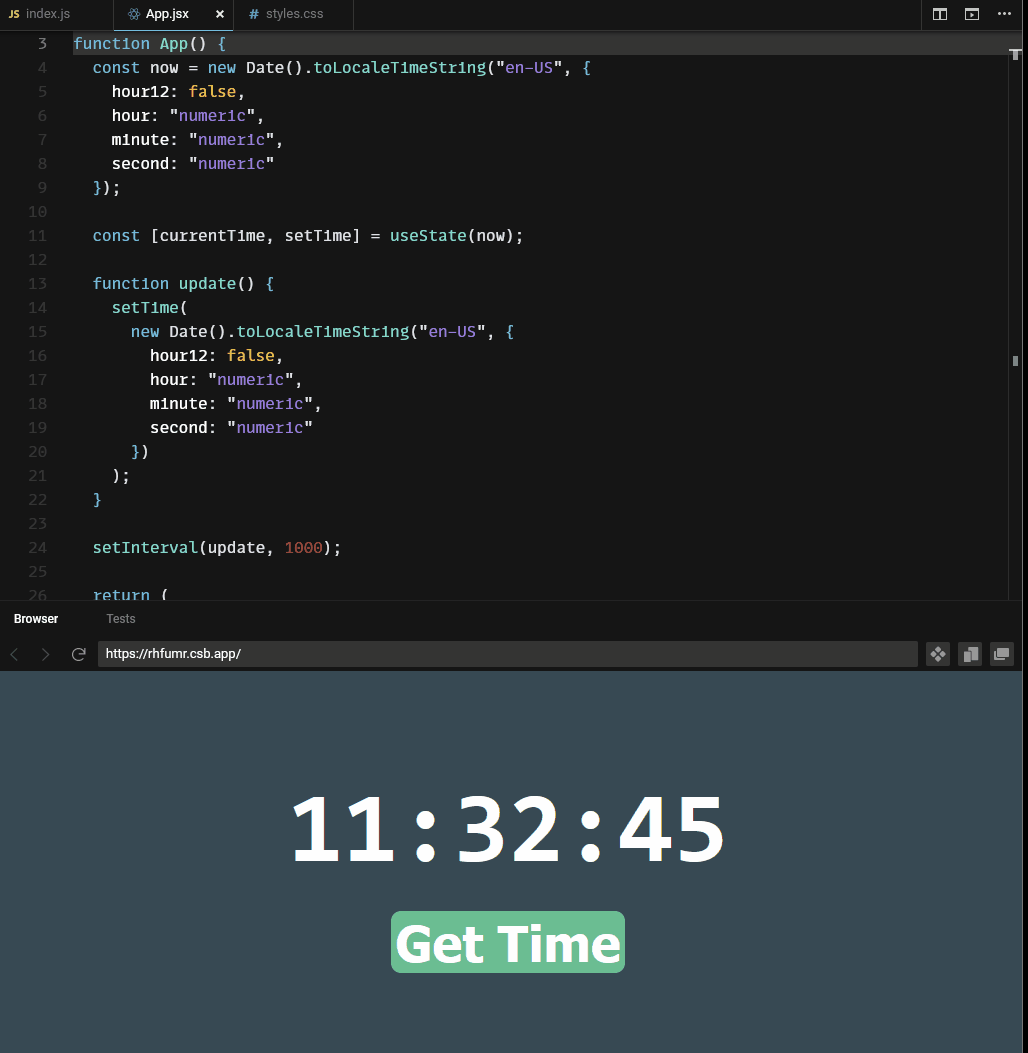 JS index.js App.jsx × # styles.css ···
3 function App() {
4 const now = new Date().toLocaleTimeString("en-US", {
5 hour12: false,
6 hour: "numeric",
7 minute: "numeric",
8 second: "numeric"
9 });
10
11 const [currentTime, setTime] = useState(now);
12
13 function update() {
14 setTime(
15 new Date().toLocaleTimeString("en-US", {
16 hour12: false,
17 hour: "numeric",
18 minute: "numeric",
19 second: "numeric"
20 })
21 );
22 }
23
24 setInterval(update, 1000);
25
26 return (
Browser Tests
https://rhfumr.csb.app/
11:32:45
Get Time